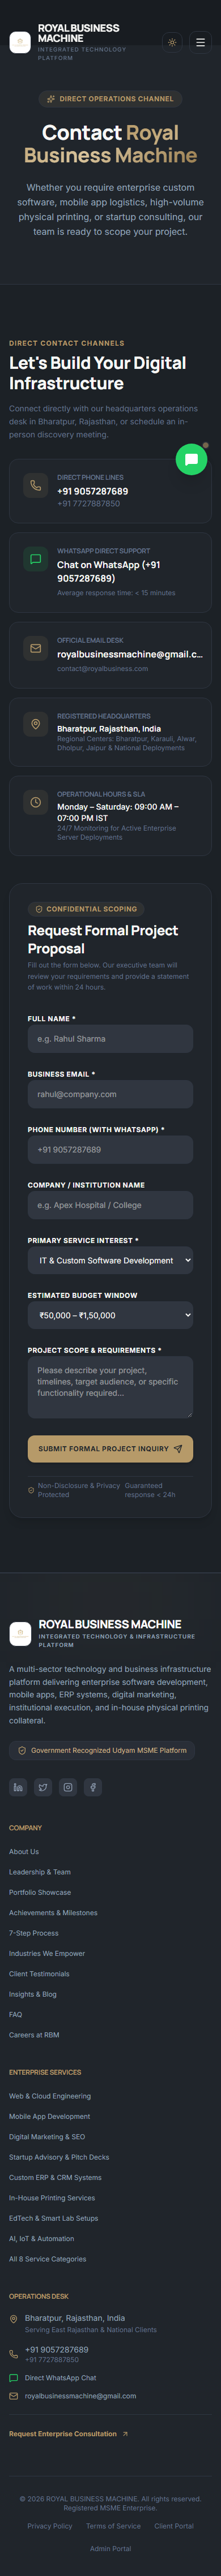 ROYAL BUSINESS
MACHINE
INTEGRATED TECHNOLOGY
PLATFORM
DIRECT OPERATIONS CHANNEL
Contact Royal
Business Machine
Whether you require enterprise custom
software, mobile app logistics, high-volume
physical printing, or startup consulting, our
team is ready to scope your project.
DIRECT CONTACT CHANNELS
Let's Build Your Digital
Infrastructure
Connect directly with our headquarters operations
desk in Bharatpur, Rajasthan, or schedule an in-
person discovery meeting.
DIRECT PHONE LINES
+91 9057287689
+91 7727887850
WHATSAPP DIRECT SUPPORT
Chat on WhatsApp (+91
9057287689)
Average response time: < 15 minutes
OFFICIAL EMAIL DESK
royalbusinessmachine@gmail.c...
contact@royalbusiness.com
REGISTERED HEADQUARTERS
Bharatpur, Rajasthan, India
Regional Centers: Bharatpur, Karauli, Alwar,
Dholpur, Jaipur & National Deployments
OPERATIONAL HOURS & SLA
Monday – Saturday: 09:00 AM –
07:00 PM IST
24/7 Monitoring for Active Enterprise
Server Deployments
CONFIDENTIAL SCOPING
Request Formal Project
Proposal
Fill out the form below. Our executive team will
review your requirements and provide a statement
of work within 24 hours.
FULL NAME *
e.g. Rahul Sharma
BUSINESS EMAIL *
rahul@company.com
PHONE NUMBER (WITH WHATSAPP) *
+91 9057287689
COMPANY / INSTITUTION NAME
e.g. Apex Hospital / College
PRIMARY SERVICE INTEREST *
IT & Custom Software Development
ESTIMATED BUDGET WINDOW
₹50,000 – ₹1,50,000
PROJECT SCOPE & REQUIREMENTS *
Please describe your project,
timelines, target audience, or specific
functionality required...
SUBMIT FORMAL PROJECT INQUIRY
Non-Disclosure & Privacy
Protected
Guaranteed
response < 24h
ROYAL BUSINESS MACHINE
INTEGRATED TECHNOLOGY & INFRASTRUCTURE
PLATFORM
A multi-sector technology and business infrastructure
platform delivering enterprise software development,
mobile apps, ERP systems, digital marketing,
institutional execution, and in-house physical printing
collateral.
Government Recognized Udyam MSME Platform
COMPANY
About Us
Leadership & Team
Portfolio Showcase
Achievements & Milestones
7-Step Process
Industries We Empower
Client Testimonials
Insights & Blog
FAQ
Careers at RBM
ENTERPRISE SERVICES
Web & Cloud Engineering
Mobile App Development
Digital Marketing & SEO
Startup Advisory & Pitch Decks
Custom ERP & CRM Systems
In-House Printing Services
EdTech & Smart Lab Setups
AI, IoT & Automation
All 8 Service Categories
OPERATIONS DESK
Bharatpur, Rajasthan, India
Serving East Rajasthan & National Clients
+91 9057287689
+91 7727887850
Direct WhatsApp Chat
royalbusinessmachine@gmail.com
Request Enterprise Consultation
© 2026 ROYAL BUSINESS MACHINE. All rights reserved.
Registered MSME Enterprise.
Privacy Policy
Terms of Service
Client Portal
Admin Portal